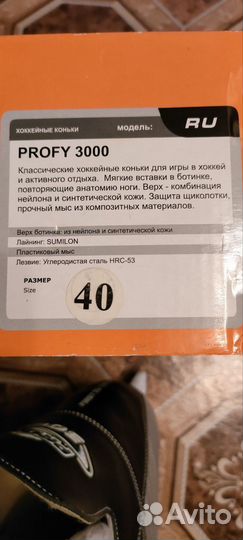 ХОККЕЙНЫЕ КОНЬКИ МОДЕЛЬ: RU
PROFY 3000
Классические хоккейные коньки для игры в хоккей
и активного отдыха. Мягкие вставки в ботинке,
повторяющие анатомию ноги. Верх - комбинация
нейлона и синтетической кожи. Защита щиколотки,
прочный мыс из композитных материалов.
Верх ботинка: из нейлона и синтетической кожи
Лайнинг: SUMILON
Пластиковый мыс
Лезвие: Углеродистая сталь HRC-53
РАЗМЕР
Size
40
Avito